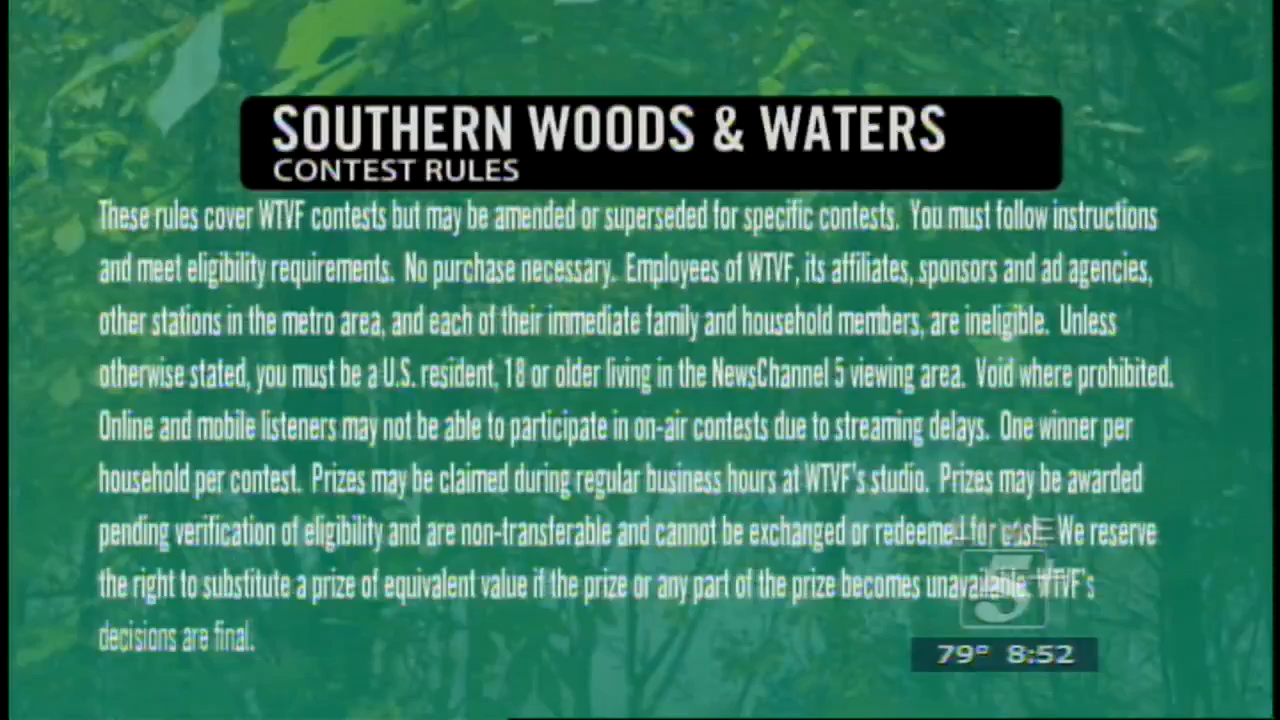 SOUTHERN WOODS & WATERS
CONTEST RULES
These rules cover WTVF contests but may be amended or superseded for specific contests. You must follow instructions
and meet eligibility requirements. No purchase necessary. Employees of WTVF, its affiliates, sponsors and ad agencies,
other stations in the metro area, and each of their immediate family and household members, are ineligible. Unless
otherwise stated, you must be a U.S. resident, 18 or older living in the NewsChannel 5 viewing area. Void where prohibited.
Online and mobile listeners may not be able to participate in on-air contests due to streaming delays. One winner per
household per contest. Prizes may be claimed during regular business hours at WTVF's studio. Prizes may be awarded
pending verification of eligibility and are non-transferable and cannot be exchanged or redeemed for We reserve
the right to substitute a prize of equivalent value if the prize or any part of the prize becomes unavailable. WTVF's
decisions are final.
5
79° 8:52